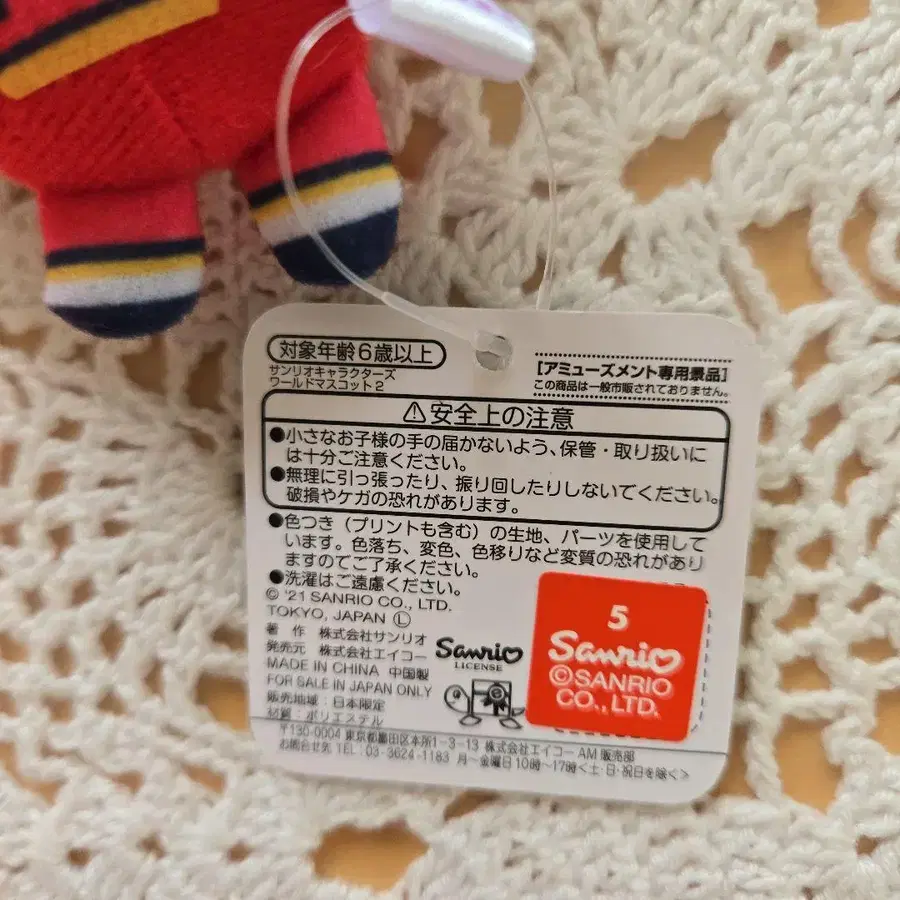 対象年齢6歳以上
サンリオキャラクターズ
ワールドマスコット2
[アミューズメント専用景品]
この商品は一般市販されておりません。
⚠安全上の注意
●小さなお子様の手の届かないよう、保管・取り扱いに
は十分ご注意ください。
●無理に引っ張ったり、振り回したりしないでください。
破損やケガの恐れがあります。
●色つき（プリントも含む）の生地、パーツを使用して
います。色落ち、変色、色移りなど変質の恐れがあり
ますのでご了承ください。
●洗濯はご遠慮ください。
© '21 SANRIO CO., LTD.
TOKYO, JAPAN Ⓛ
著 作 株式会社サンリオ
発売元 株式会社エイコー
MADE IN CHINA 中国製
FOR SALE IN JAPAN ONLY
販売地域：日本限定
材質：ポリエステル
Sanrio
LICENSE
5
Sanrio
©SANRIO
CO., LTD.
〒130-0004 東京都墨田区本所1-3-13 株式会社エイコー AM販売部
お問合せ先 TEL：03-3624-1183 月〜金曜日10時〜17時<土・日・祝日を除く>